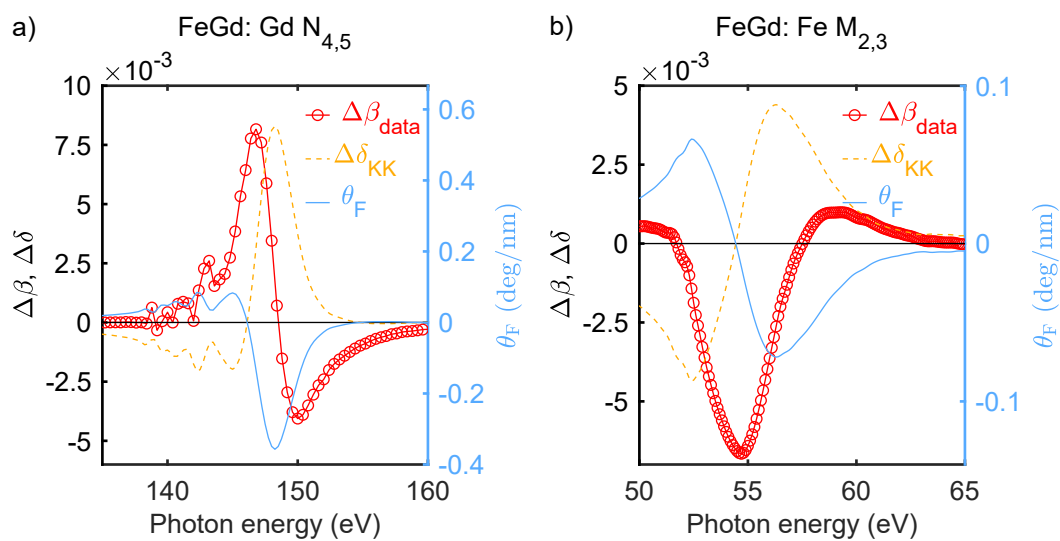 a) FeGd: Gd N4,5
×10⁻³
10
7.5
5
2.5
0
-2.5
-5
Δβ, Δδ
Δβdata
ΔδKK
θF
0.6
0.4
0.2
0
-0.2
-0.4
θF (deg/nm)
140 150 160
Photon energy (eV)
b) FeGd: Fe M2,3
×10⁻³
5
2.5
0
-2.5
-5
Δβ, Δδ
Δβdata
ΔδKK
θF
0.1
0
-0.1
θF (deg/nm)
50 55 60 65
Photon energy (eV)